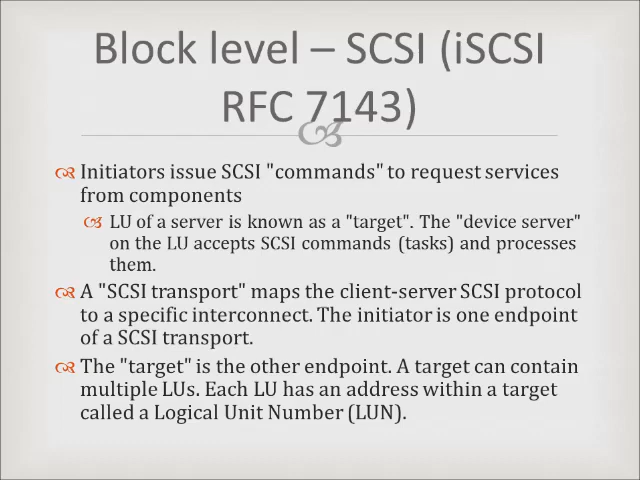 Block level – SCSI (iSCSI
RFC 7143)
Initiators issue SCSI "commands" to request services
from components
LU of a server is known as a "target". The "device server"
on the LU accepts SCSI commands (tasks) and processes
them.
A "SCSI transport" maps the client-server SCSI protocol
to a specific interconnect. The initiator is one endpoint
of a SCSI transport.
The "target" is the other endpoint. A target can contain
multiple LUs. Each LU has an address within a target
called a Logical Unit Number (LUN).